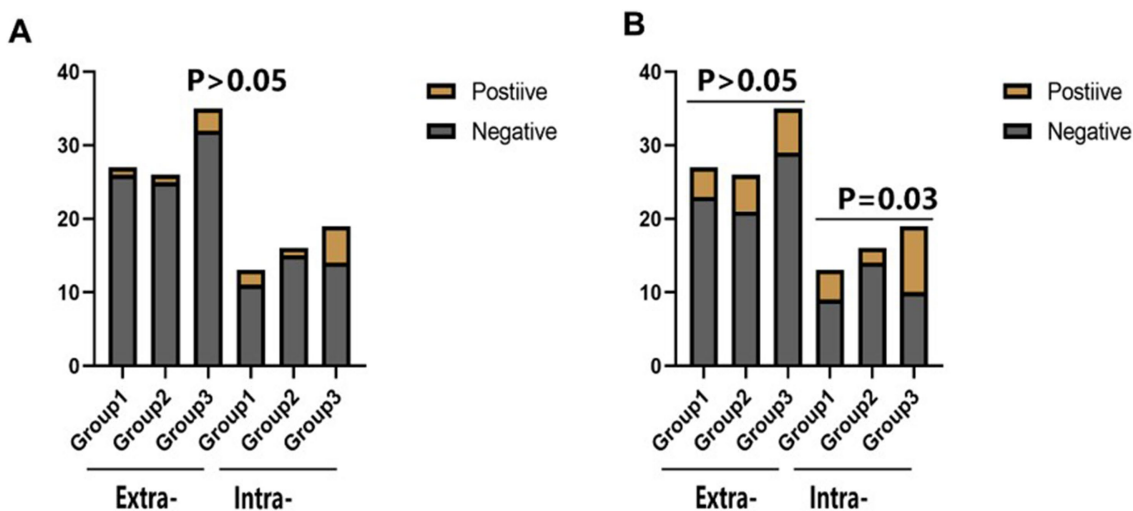 A
P>0.05
Postiive
Negative
40
30
20
10
0
Group1
Group2
Group3
Group1
Group2
Group3
Extra-
Intra-
B
P>0.05
P=0.03
Postiive
Negative
40
30
20
10
0
Group1
Group2
Group3
Group1
Group2
Group3
Extra-
Intra-